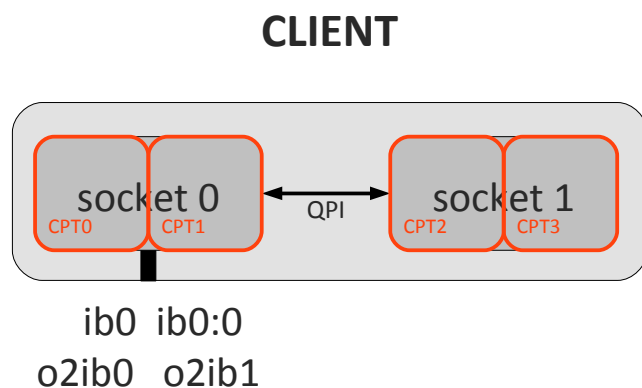 CLIENT
socket 0
socket 1
QPI
CPT0
CPT1
CPT2
CPT3
ib0 ib0:0
o2ib0 o2ib1